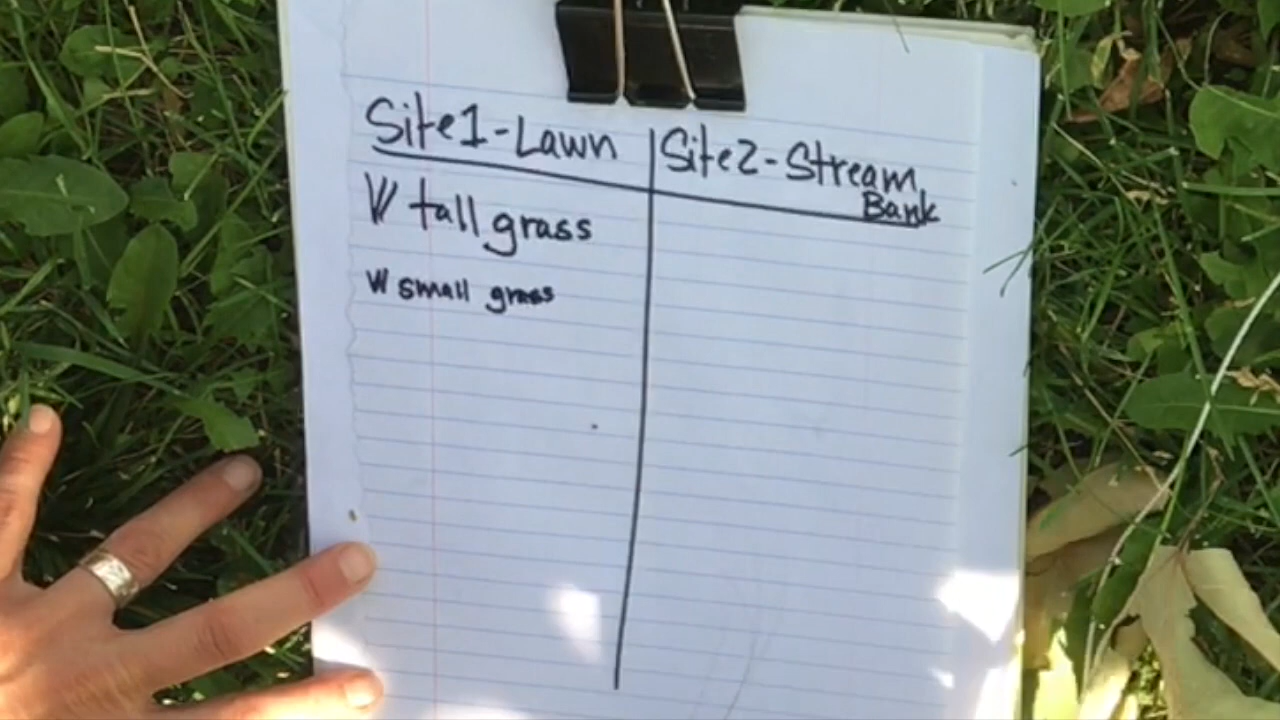 Site1-Lawn
Site2-Stream
Bank
tall grass
small grass